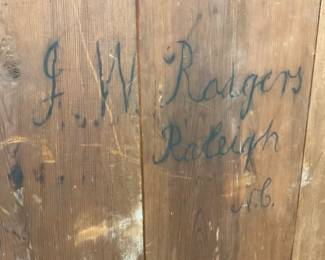 J. W. Rodgers
Raleigh
N.C.